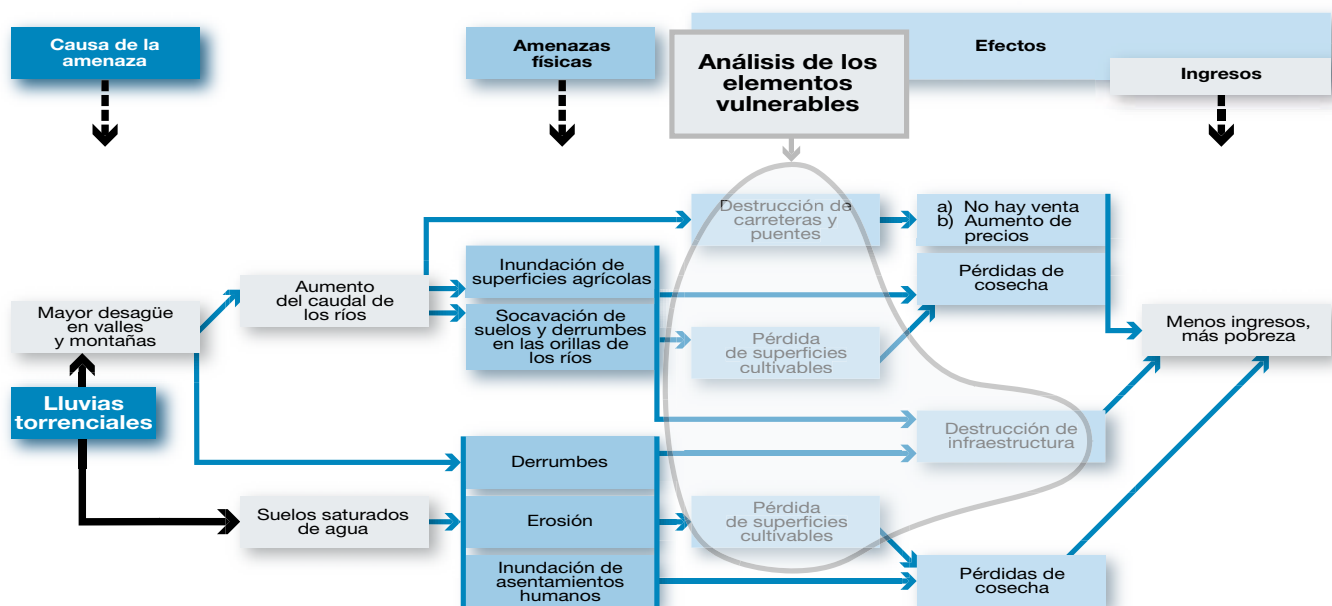 Causa de la
amenaza
Amenazas
físicas
Análisis de los
elementos
vulnerables
Efectos
Ingresos
Destrucción de
carreteras y
puentes
a) No hay venta
b) Aumento de
precios
Inundación de
superficies agrícolas
Pérdidas de
cosecha
Aumento
del caudal de
los ríos
Mayor desagüe
en valles
y montañas
Socavación de
suelos y derrumbes
en las orillas de
los ríos
Pérdida
de superficies
cultivables
Menos ingresos,
más pobreza
Lluvias
torrenciales
Destrucción de
infraestructura
Derrumbes
Suelos saturados
de agua
Erosión
Pérdida
de superficies
cultivables
Inundación de
asentamientos
humanos
Pérdidas de
cosecha